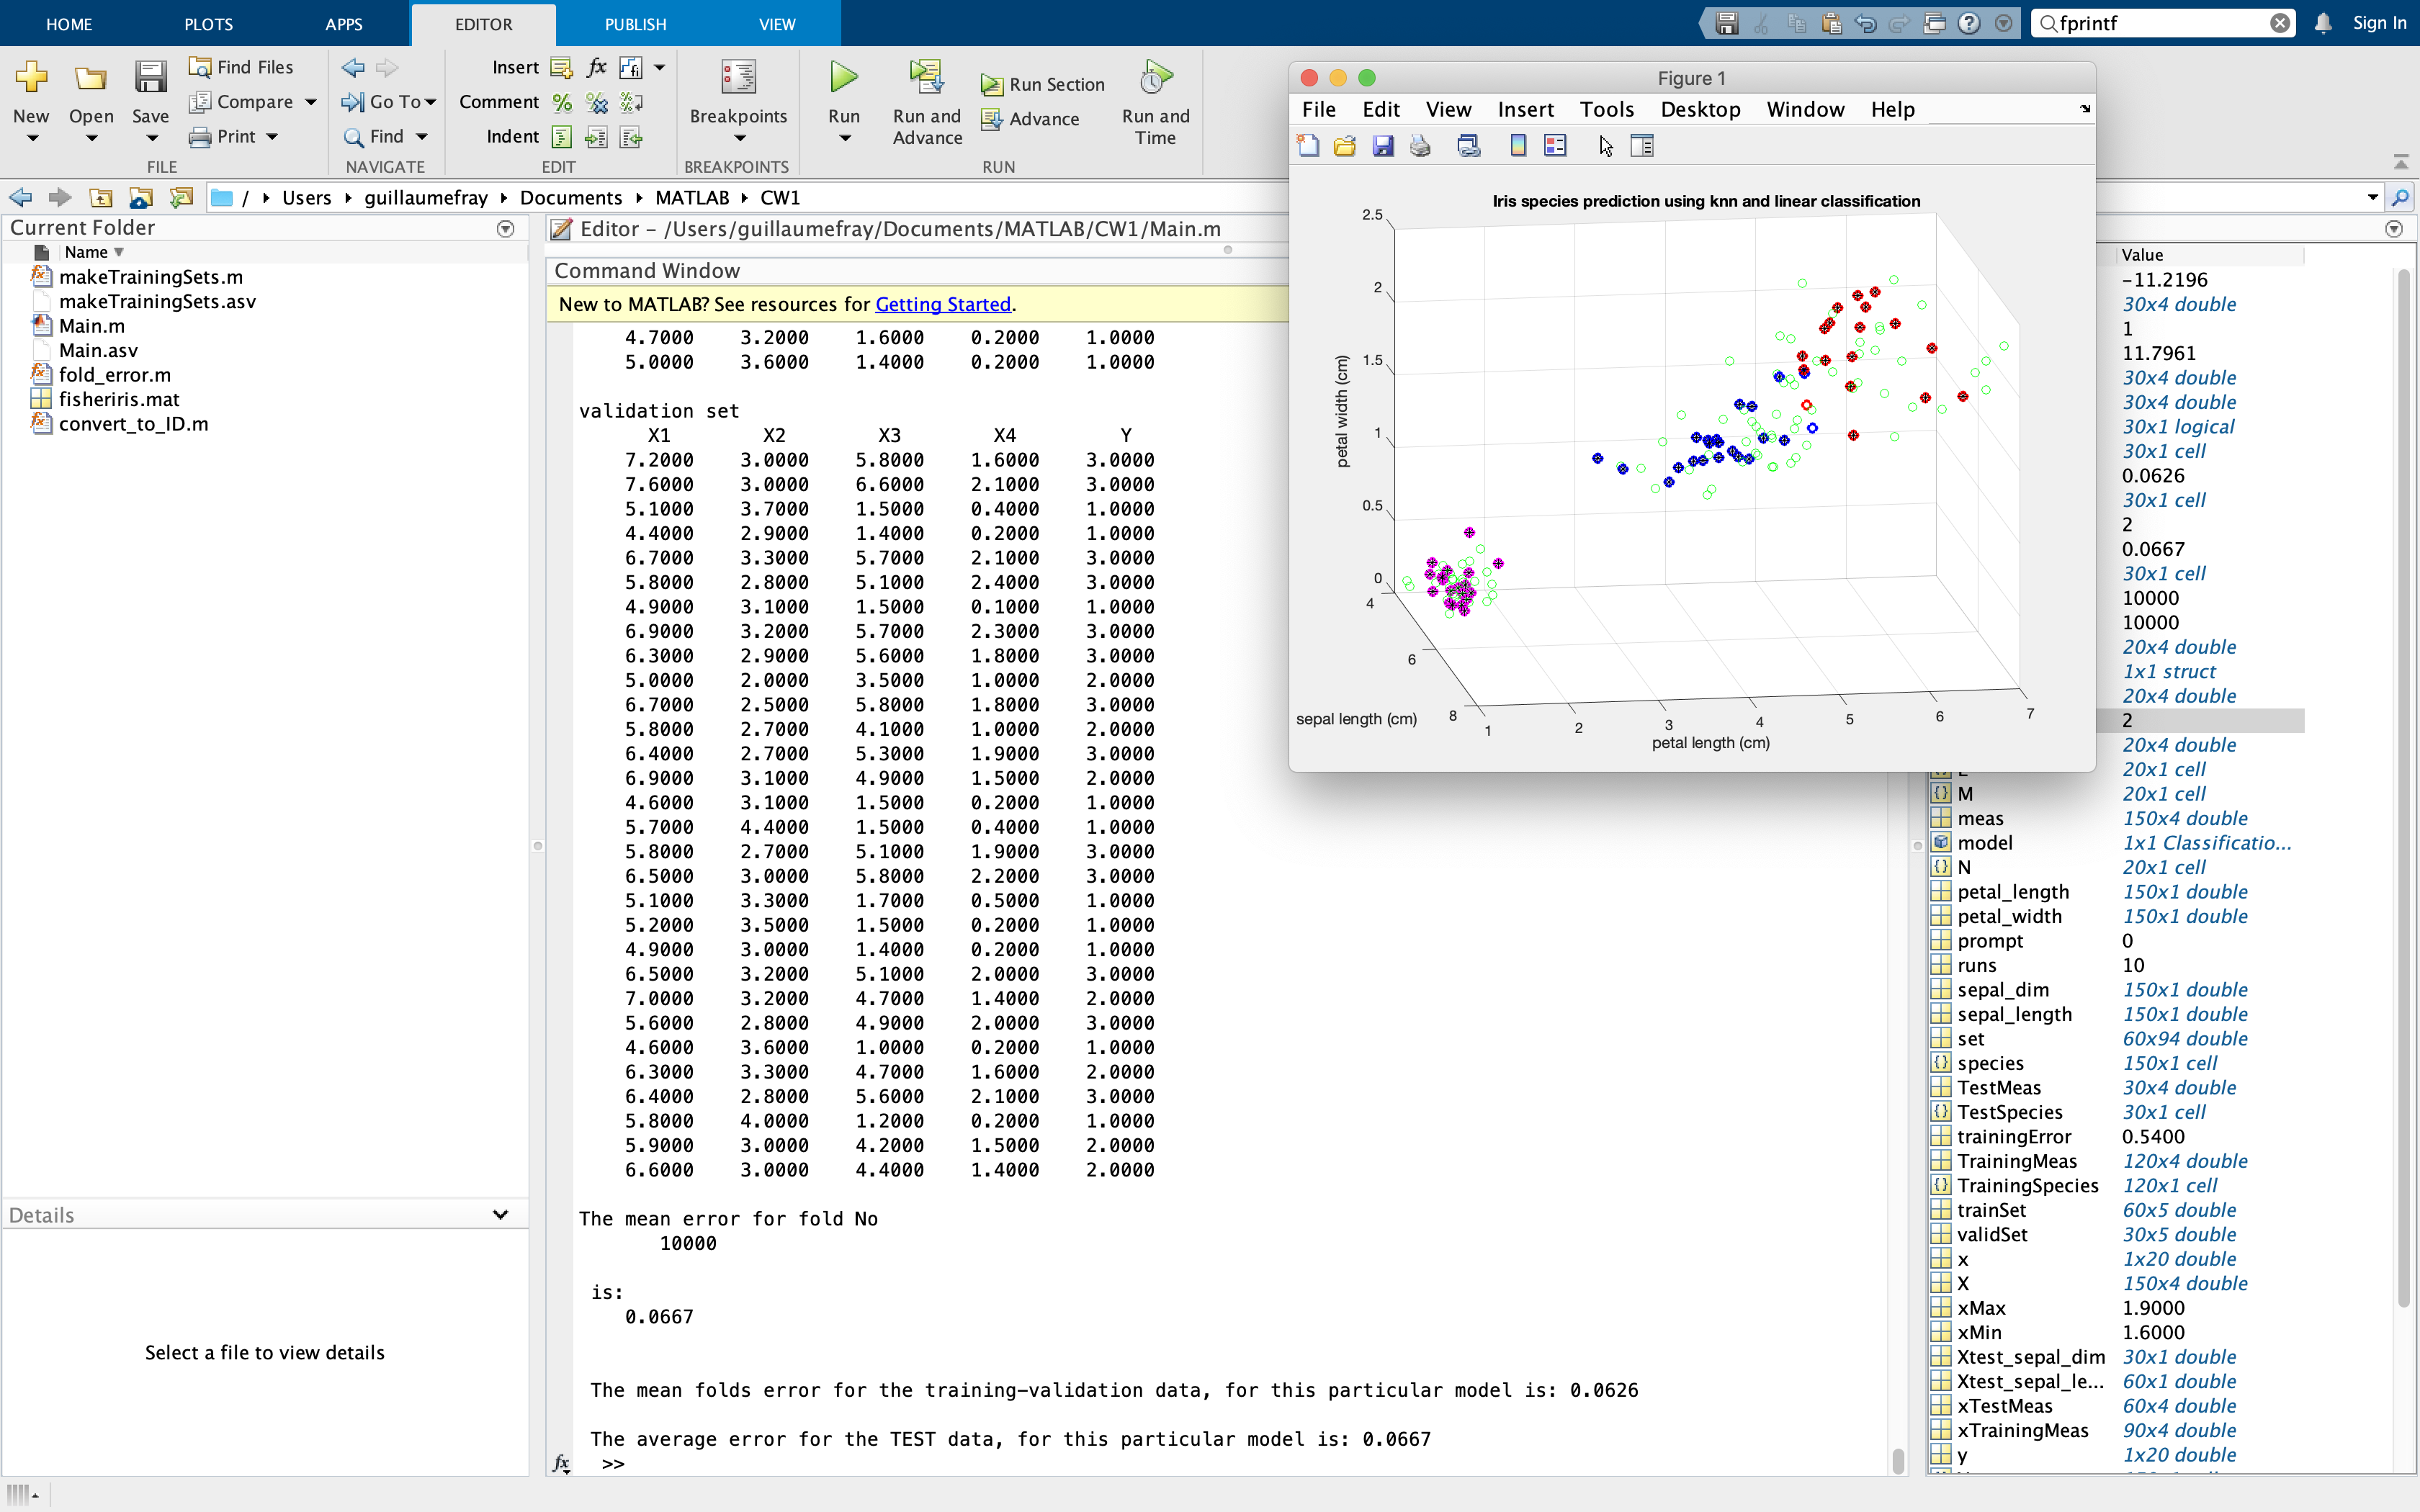 HOME PLOTS APPS EDITOR PUBLISH VIEW fprintf Sign In
New Open Save Find Files Compare Print FILE
Go To Find NAVIGATE
Insert fx Comment Indent EDIT
Breakpoints BREAKPOINTS
Run Run and Advance Run Section Advance Run and Time RUN
/ Users guillaumefray Documents MATLAB CW1
Current Folder
Name
makeTrainingSets.m
makeTrainingSets.asv
Main.m
Main.asv
fold_error.m
fisheriris.mat
convert_to_ID.m
Details
Select a file to view details
Editor – /Users/guillaumefray/Documents/MATLAB/CW1/Main.m
Command Window
New to MATLAB? See resources for Getting Started.
4.7000 3.2000 1.6000 0.2000 1.0000
5.0000 3.6000 1.4000 0.2000 1.0000
validation set
X1 X2 X3 X4 Y
7.2000 3.0000 5.8000 1.6000 3.0000
7.6000 3.0000 6.6000 2.1000 3.0000
5.1000 3.7000 1.5000 0.4000 1.0000
4.4000 2.9000 1.4000 0.2000 1.0000
6.7000 3.3000 5.7000 2.1000 3.0000
5.8000 2.8000 5.1000 2.4000 3.0000
4.9000 3.1000 1.5000 0.1000 1.0000
6.9000 3.2000 5.7000 2.3000 3.0000
6.3000 2.9000 5.6000 1.8000 3.0000
5.0000 2.0000 3.5000 1.0000 2.0000
6.7000 2.5000 5.8000 1.8000 3.0000
5.8000 2.7000 4.1000 1.0000 2.0000
6.4000 2.7000 5.3000 1.9000 3.0000
6.9000 3.1000 4.9000 1.5000 2.0000
4.6000 3.1000 1.5000 0.2000 1.0000
5.7000 4.4000 1.5000 0.4000 1.0000
5.8000 2.7000 5.1000 1.9000 3.0000
6.5000 3.0000 5.8000 2.2000 3.0000
5.1000 3.3000 1.7000 0.5000 1.0000
5.2000 3.5000 1.5000 0.2000 1.0000
4.9000 3.0000 1.4000 0.2000 1.0000
6.5000 3.2000 5.1000 2.0000 3.0000
7.0000 3.2000 4.7000 1.4000 2.0000
5.6000 2.8000 4.9000 2.0000 3.0000
4.6000 3.6000 1.0000 0.2000 1.0000
6.3000 3.3000 4.7000 1.6000 2.0000
6.4000 2.8000 5.6000 2.1000 3.0000
5.8000 4.0000 1.2000 0.2000 1.0000
5.9000 3.0000 4.2000 1.5000 2.0000
6.6000 3.0000 4.4000 1.4000 2.0000
The mean error for fold No
10000
is:
0.0667
The mean folds error for the training-validation data, for this particular model is: 0.0626
The average error for the TEST data, for this particular model is: 0.0667
fx >>
Figure 1
File Edit View Insert Tools Desktop Window Help
Iris species prediction using knn and linear classification
2.5
2
1.5
1
0.5
0
petal width (cm)
4
6
8
sepal length (cm)
1 2 3 4 5 6 7
petal length (cm)
Value
-11.2196
30x4 double
1
11.7961
30x4 double
30x4 double
30x1 logical
30x1 cell
0.0626
30x1 cell
2
0.0667
30x1 cell
10000
10000
20x4 double
1x1 struct
20x4 double
2
20x4 double
20x1 cell
M 20x1 cell
meas 150x4 double
model 1x1 Classificatio...
N 20x1 cell
petal_length 150x1 double
petal_width 150x1 double
prompt 0
runs 10
sepal_dim 150x1 double
sepal_length 150x1 double
set 60x94 double
species 150x1 cell
TestMeas 30x4 double
TestSpecies 30x1 cell
trainingError 0.5400
TrainingMeas 120x4 double
TrainingSpecies 120x1 cell
trainSet 60x5 double
validSet 30x5 double
x 1x20 double
X 150x4 double
xMax 1.9000
xMin 1.6000
Xtest_sepal_dim 30x1 double
Xtest_sepal_le... 60x1 double
xTestMeas 60x4 double
xTrainingMeas 90x4 double
y 1x20 double